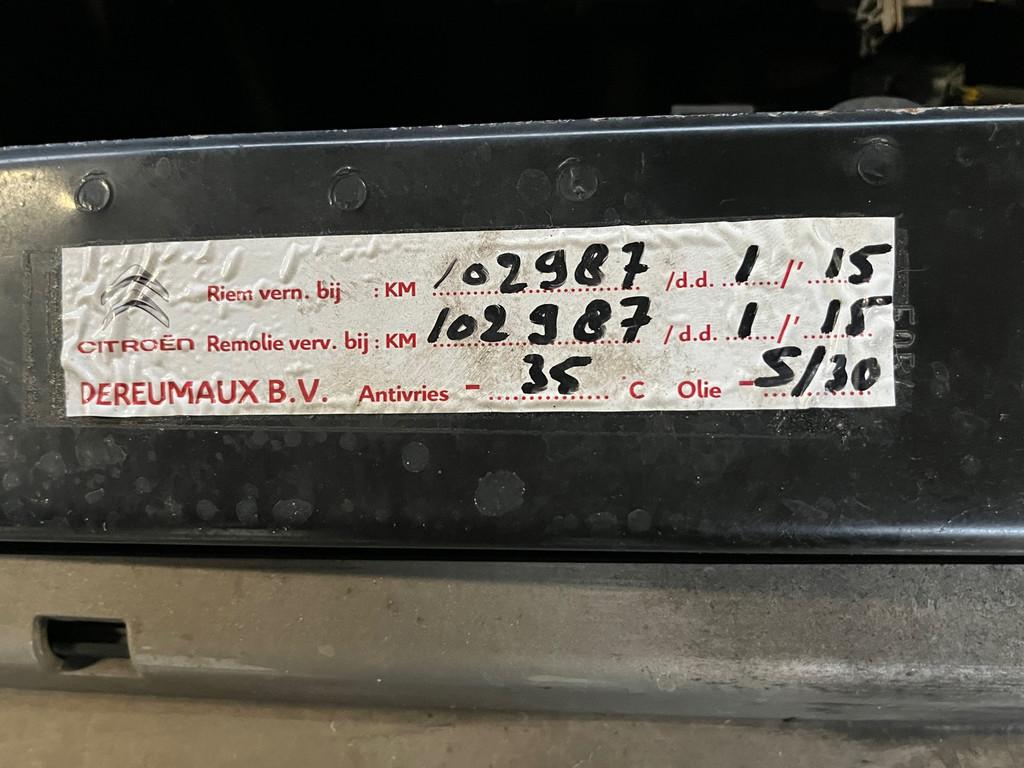 Riem vern. bij : KM 102987 /d.d. 1 /' 15
CITROËN Remolie verv. bij : KM 102987 / d.d. 1 /' 15
DEREUMAUX B.V. Antivries - 35 °C Olie - 5/30